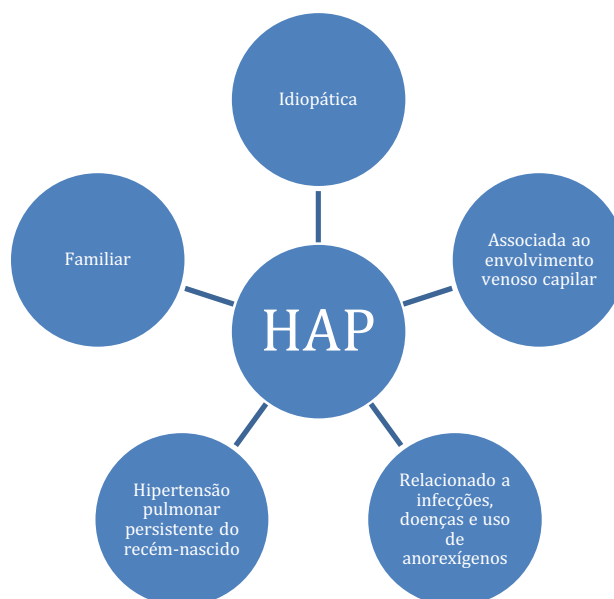 Idiopática
Associada ao
envolvimento
venoso capilar
Familiar
HAP
Relacionado a
infecções,
doenças e uso
de
anorexígenos
Hipertensão
pulmonar
persistente do
recém-nascido